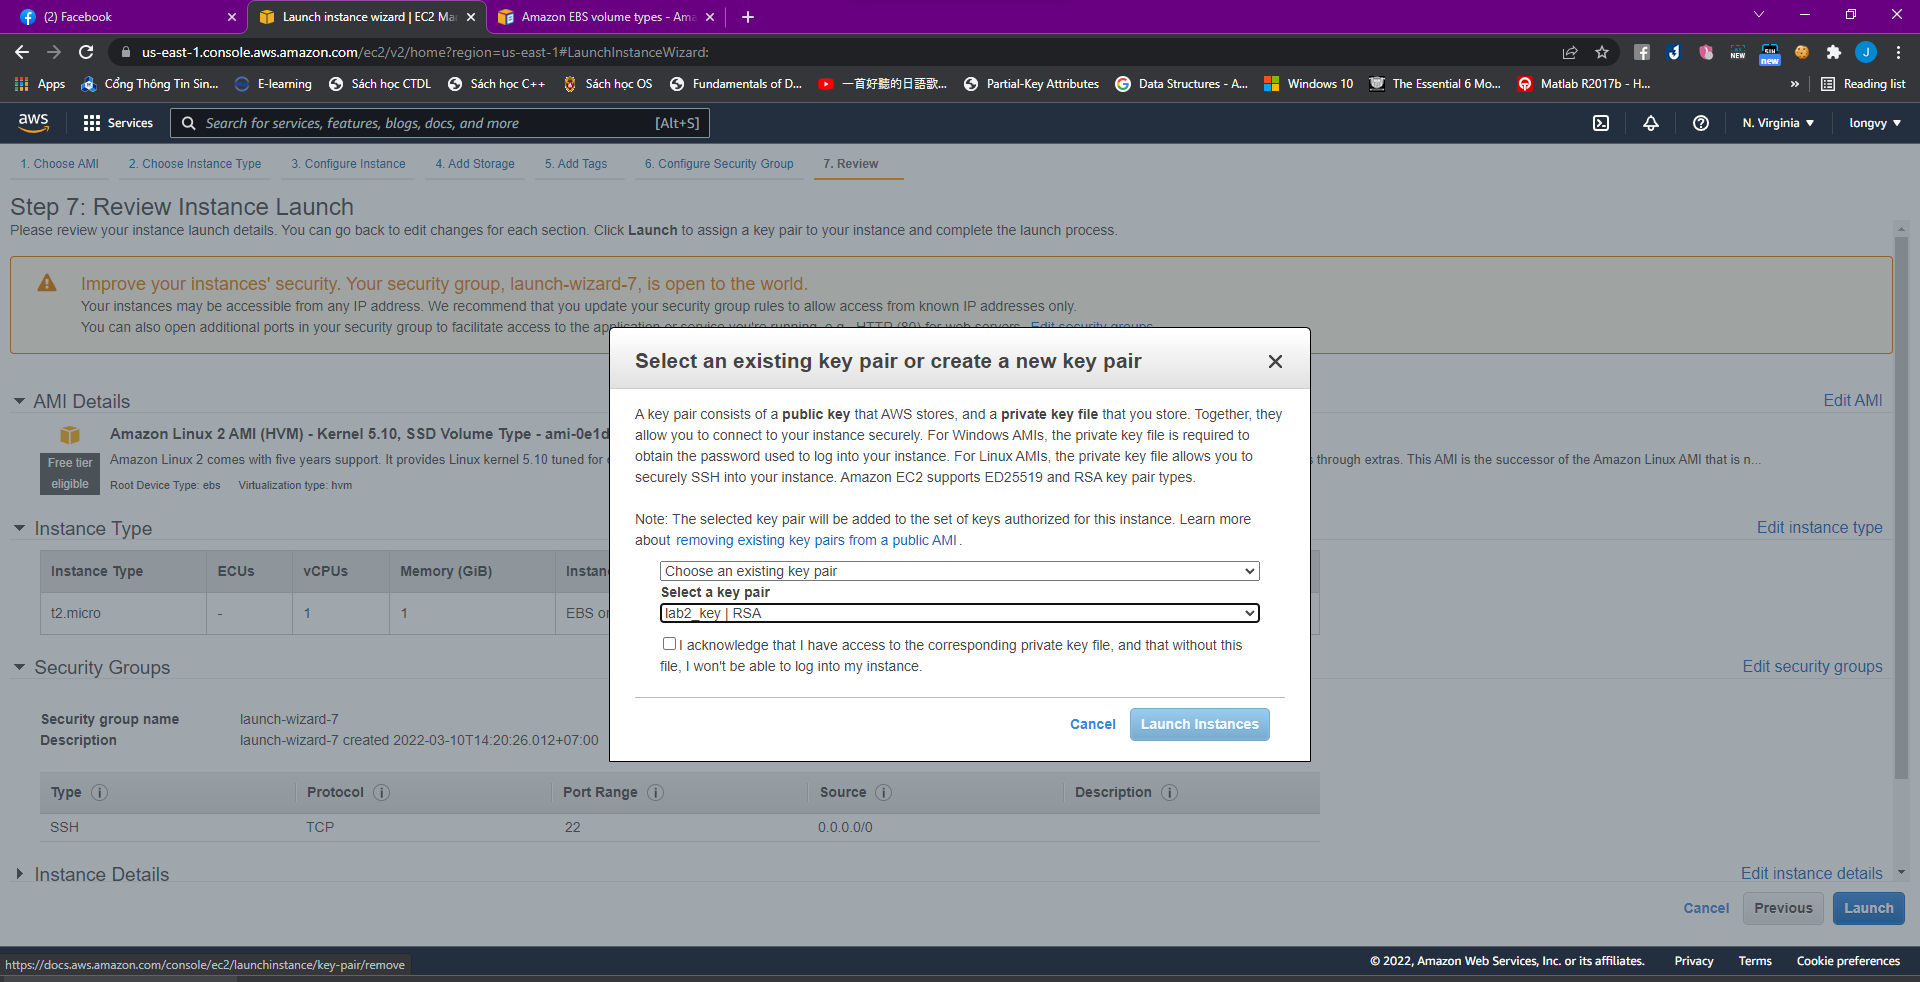 (2) Facebook
Launch instance wizard | EC2 Ma
Amazon EBS volume types - Ama
us-east-1.console.aws.amazon.com/ec2/v2/home?region=us-east-1#LaunchInstanceWizard:
Apps
Cổng Thông Tin Sin...
E-learning
Sách học CTDL
Sách học C++
Sách học OS
Fundamentals of D...
一首好聽的日語歌...
Partial-Key Attributes
Data Structures - A...
Windows 10
The Essential 6 Mo...
Matlab R2017b - H...
»
Reading list
aws
Services
Search for services, features, blogs, docs, and more
[Alt+S]
N. Virginia
longvy
1. Choose AMI
2. Choose Instance Type
3. Configure Instance
4. Add Storage
5. Add Tags
6. Configure Security Group
7. Review
Step 7: Review Instance Launch
Please review your instance launch details. You can go back to edit changes for each section. Click Launch to assign a key pair to your instance and complete the launch process.
Improve your instances' security. Your security group, launch-wizard-7, is open to the world.
Your instances may be accessible from any IP address. We recommend that you update your security group rules to allow access from known IP addresses only.
You can also open additional ports in your security group to facilitate access to the application or service you're running, e.g., HTTP (80) for web servers. Edit security groups
Select an existing key pair or create a new key pair
A key pair consists of a public key that AWS stores, and a private key file that you store. Together, they
allow you to connect to your instance securely. For Windows AMIs, the private key file is required to
obtain the password used to log into your instance. For Linux AMIs, the private key file allows you to
securely SSH into your instance. Amazon EC2 supports ED25519 and RSA key pair types.
Note: The selected key pair will be added to the set of keys authorized for this instance. Learn more
about removing existing key pairs from a public AMI.
Choose an existing key pair
Select a key pair
lab2_key | RSA
I acknowledge that I have access to the corresponding private key file, and that without this
file, I won't be able to log into my instance.
Cancel
Launch Instances
AMI Details
Edit AMI
Amazon Linux 2 AMI (HVM) - Kernel 5.10, SSD Volume Type - ami-0e1d
Free tier
eligible
Amazon Linux 2 comes with five years support. It provides Linux kernel 5.10 tuned for
through extras. This AMI is the successor of the Amazon Linux AMI that is n...
Root Device Type: ebs
Virtualization type: hvm
Instance Type
Edit instance type
Instance Type
ECUs
vCPUs
Memory (GiB)
Instan
t2.micro
-
1
1
EBS
Security Groups
Edit security groups
Security group name
launch-wizard-7
Description
launch-wizard-7 created 2022-03-10T14:20:26.012+07:00
Type
Protocol
Port Range
Source
Description
SSH
TCP
22
0.0.0.0/0
Instance Details
Edit instance details
Cancel
Previous
Launch
https://docs.aws.amazon.com/console/ec2/launchinstance/key-pair/remove
© 2022, Amazon Web Services, Inc. or its affiliates.
Privacy
Terms
Cookie preferences